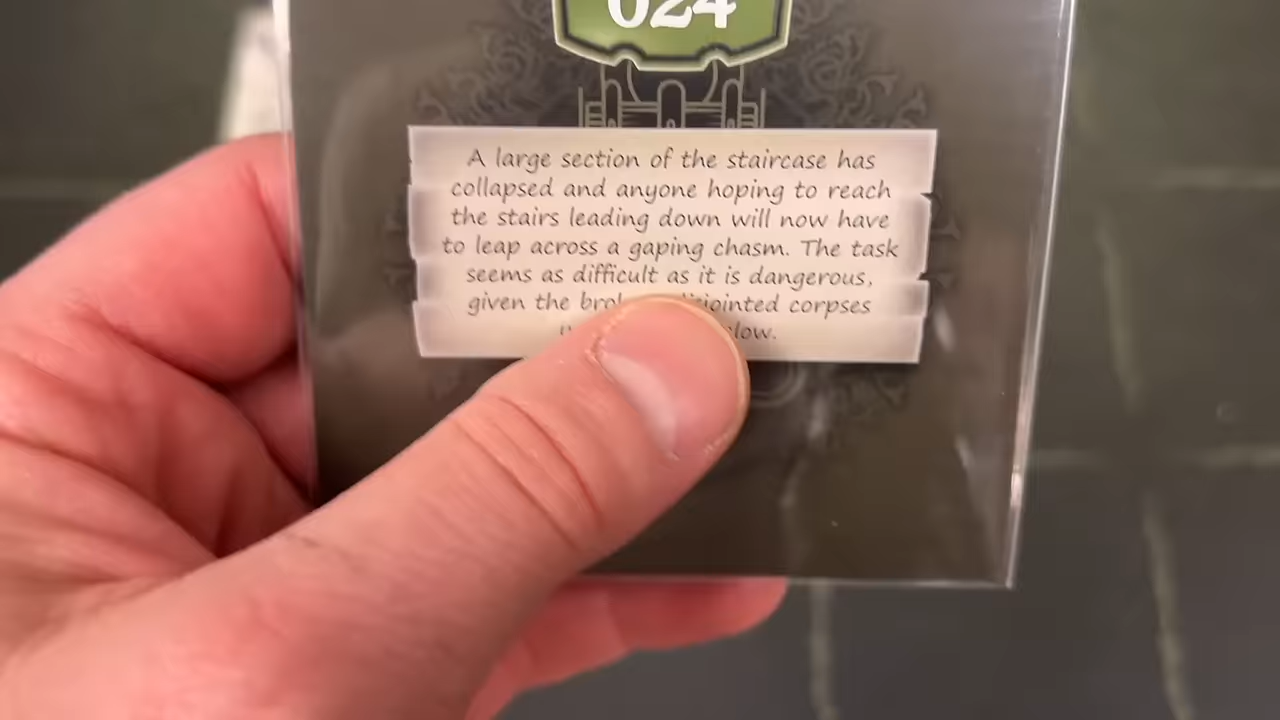 024
A large section of the staircase has
collapsed and anyone hoping to reach
the stairs leading down will now have
to leap across a gaping chasm. The task
seems as difficult as it is dangerous,
given the corpses